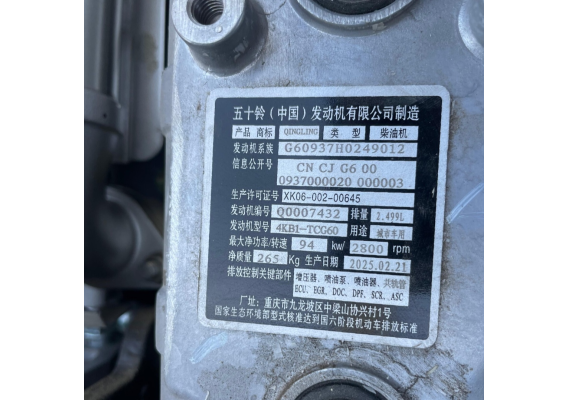 五十铃（中国）发动机有限公司制造
产品商标 QINGLING 类 型 柴油机
发动机系族 G60937H0249012
信息公开号 CN CJ G6 00
0937000020 000003
生产许可证号 XK06-002-00645
发动机编号 Q0007432 排量 2.499L
发动机型号 4KB1-TCG60 用途 城市车用
最大净功率/转速 94 kw/ 2800 rpm
净质量 265 Kg 生产日期 2025.02.21
排放控制关键部件 增压器、喷油泵、喷油器、共轨管
ECU、EGR、DOC、DPF、SCR、ASC
厂址：重庆市九龙坡区中梁山协兴村1号
国家生态环境部型式核准达到国六阶段机动车排放标准